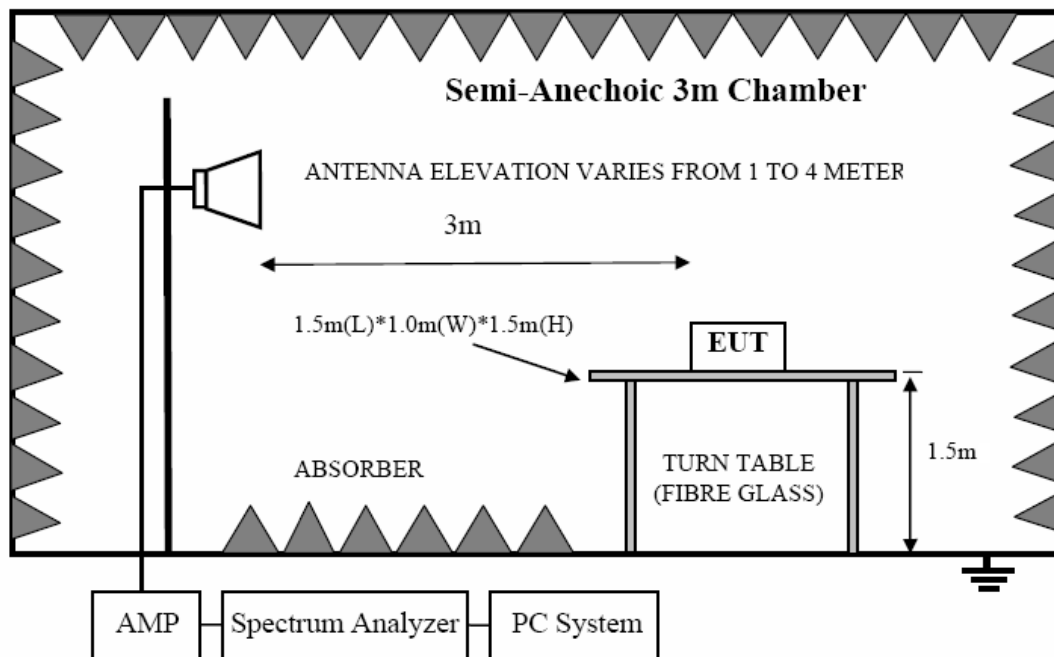 Semi-Anechoic 3m Chamber
ANTENNA ELEVATION VARIES FROM 1 TO 4 METER
3m
1.5m(L)*1.0m(W)*1.5m(H)
EUT
1.5m
ABSORBER
TURN TABLE
(FIBRE GLASS)
AMP
Spectrum Analyzer
PC System